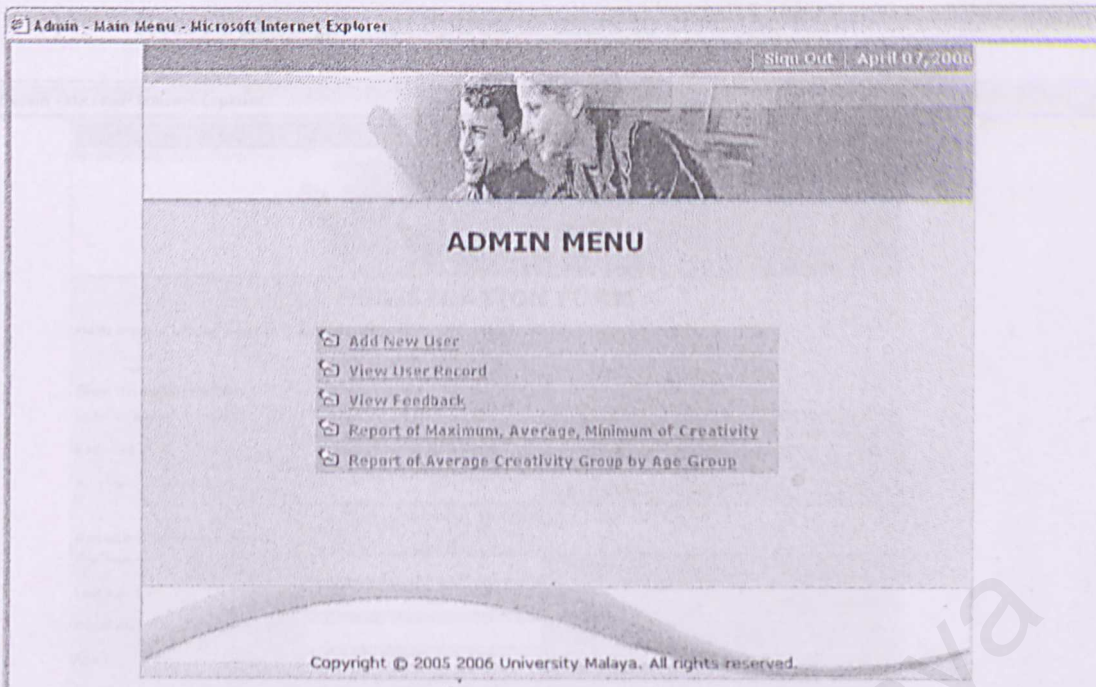 Admin - Main Menu - Microsoft Internet Explorer
| Sign Out | April 07, 2006
ADMIN MENU
Add New User
View User Record
View Feedback
Report of Maximum, Average, Minimum of Creativity
Report of Average Creativity Group by Age Group
Copyright © 2005 2006 University Malaya. All rights reserved.